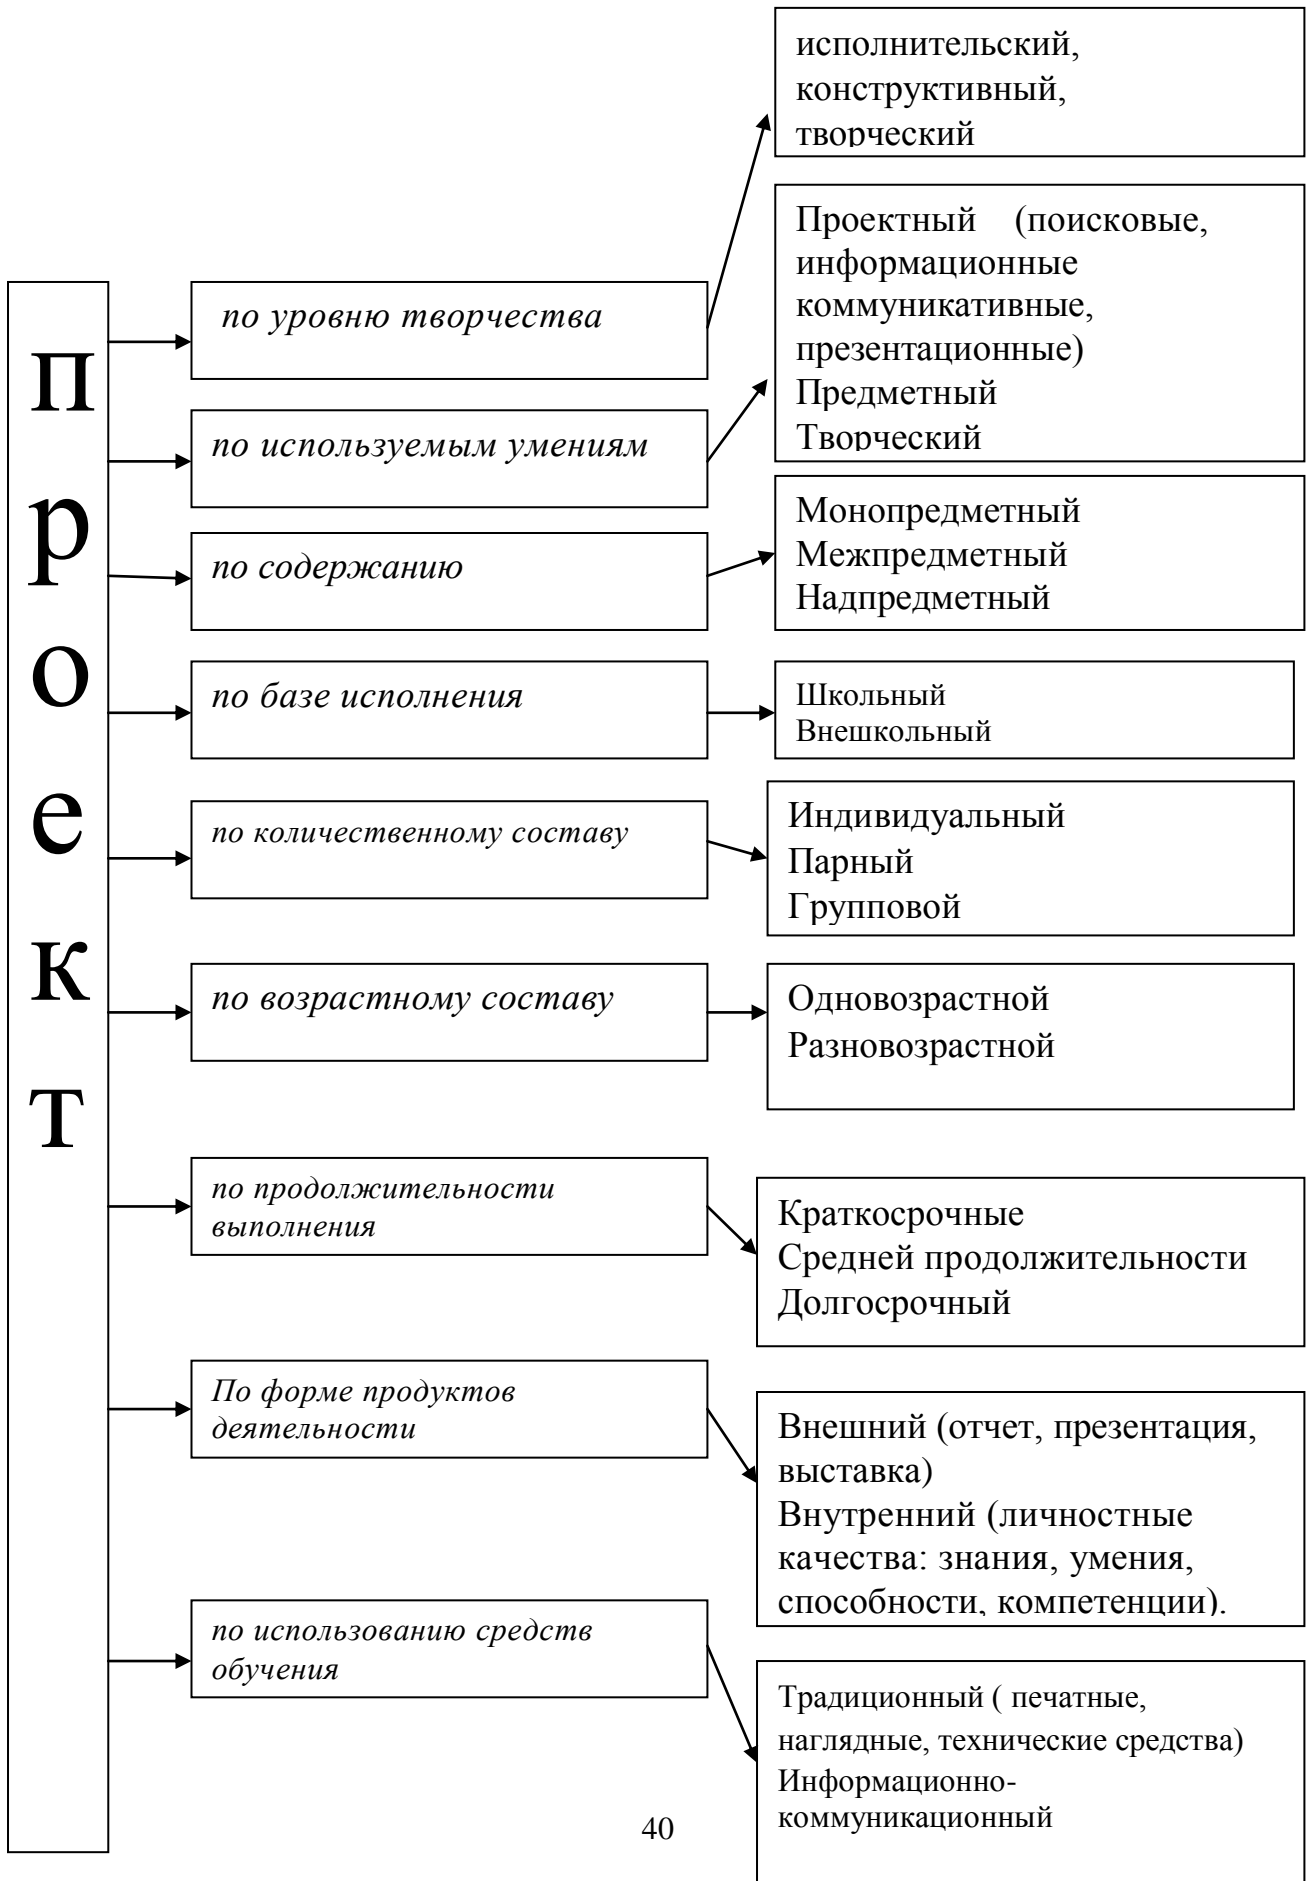 проект
по уровню творчества
исполнительский,
конструктивный,
творческий
по используемым умениям
Проектный (поисковые,
информационные
коммуникативные,
презентационные)
Предметный
Творческий
по содержанию
Монопредметный
Межпредметный
Надпредметный
по базе исполнения
Школьный
Внешкольный
по количественному составу
Индивидуальный
Парный
Групповой
по возрастному составу
Одновозрастной
Разновозрастной
по продолжительности
выполнения
Краткосрочные
Средней продолжительности
Долгосрочный
По форме продуктов
деятельности
Внешний (отчет, презентация,
выставка)
Внутренний (личностные
качества: знания, умения,
способности, компетенции).
по использованию средств
обучения
Традиционный ( печатные,
наглядные, технические средства)
Информационно-
коммуникационный
40